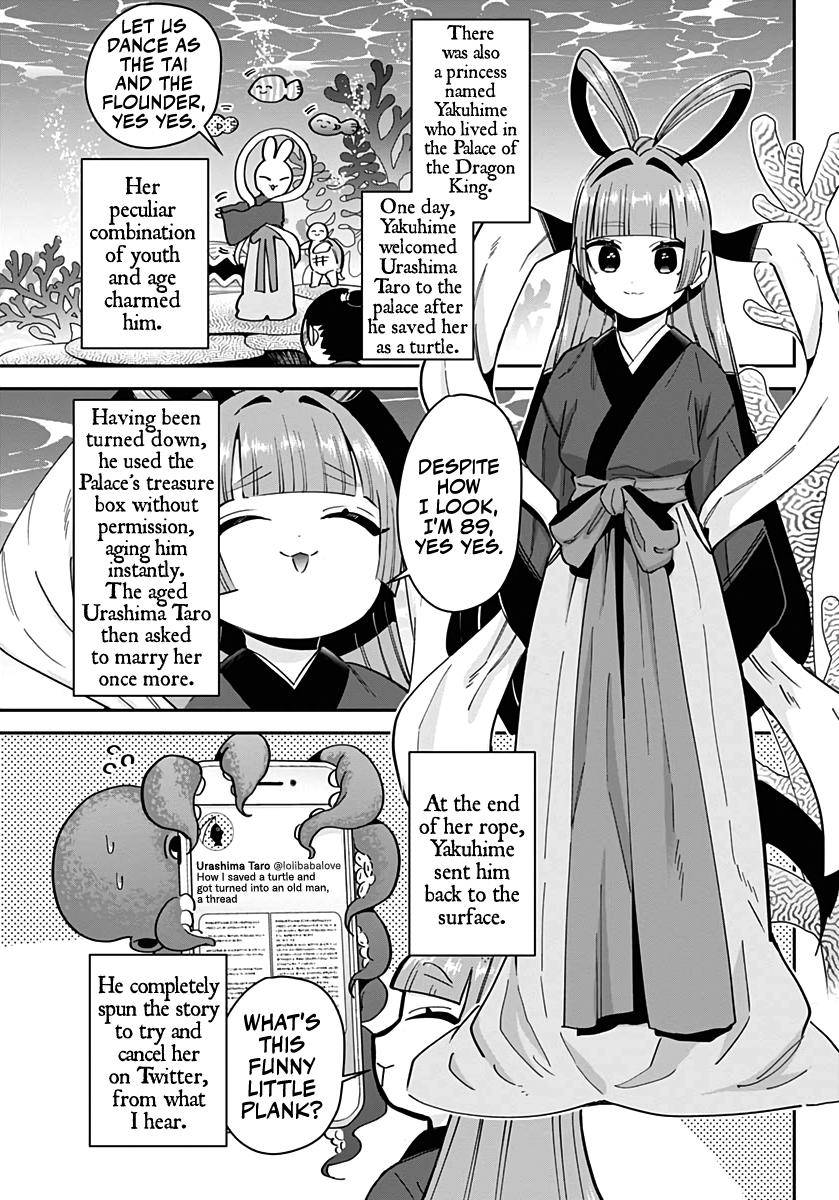 There
was also
a princess
named
Yakuhime
who lived in
the Palace of
the Dragon
King.
One day,
Yakuhime
welcomed
Urashima
Taro to the
palace after
he saved her
as a turtle.
LET US
DANCE AS
THE TAI
AND THE
FLOUNDER,
YES YES.
Her
peculiar
combination
of youth
and age
charmed
him.
DESPITE
HOW
I LOOK,
I'M 89,
YES YES.
Having been
turned down,
he used the
Palace's treasure
box without
permission,
aging him
instantly.
The aged
Urashima Taro
then asked
to marry her
once more.
At the end
of her rope,
Yakuhime
sent him
back to the
surface.
Urashima Taro @lolibabalove
How I saved a turtle and
got turned into an old man,
a thread
He completely
spun the story
to try and
cancel her
on Twitter,
from what
I hear.
WHAT'S
THIS
FUNNY
LITTLE
PLANK?